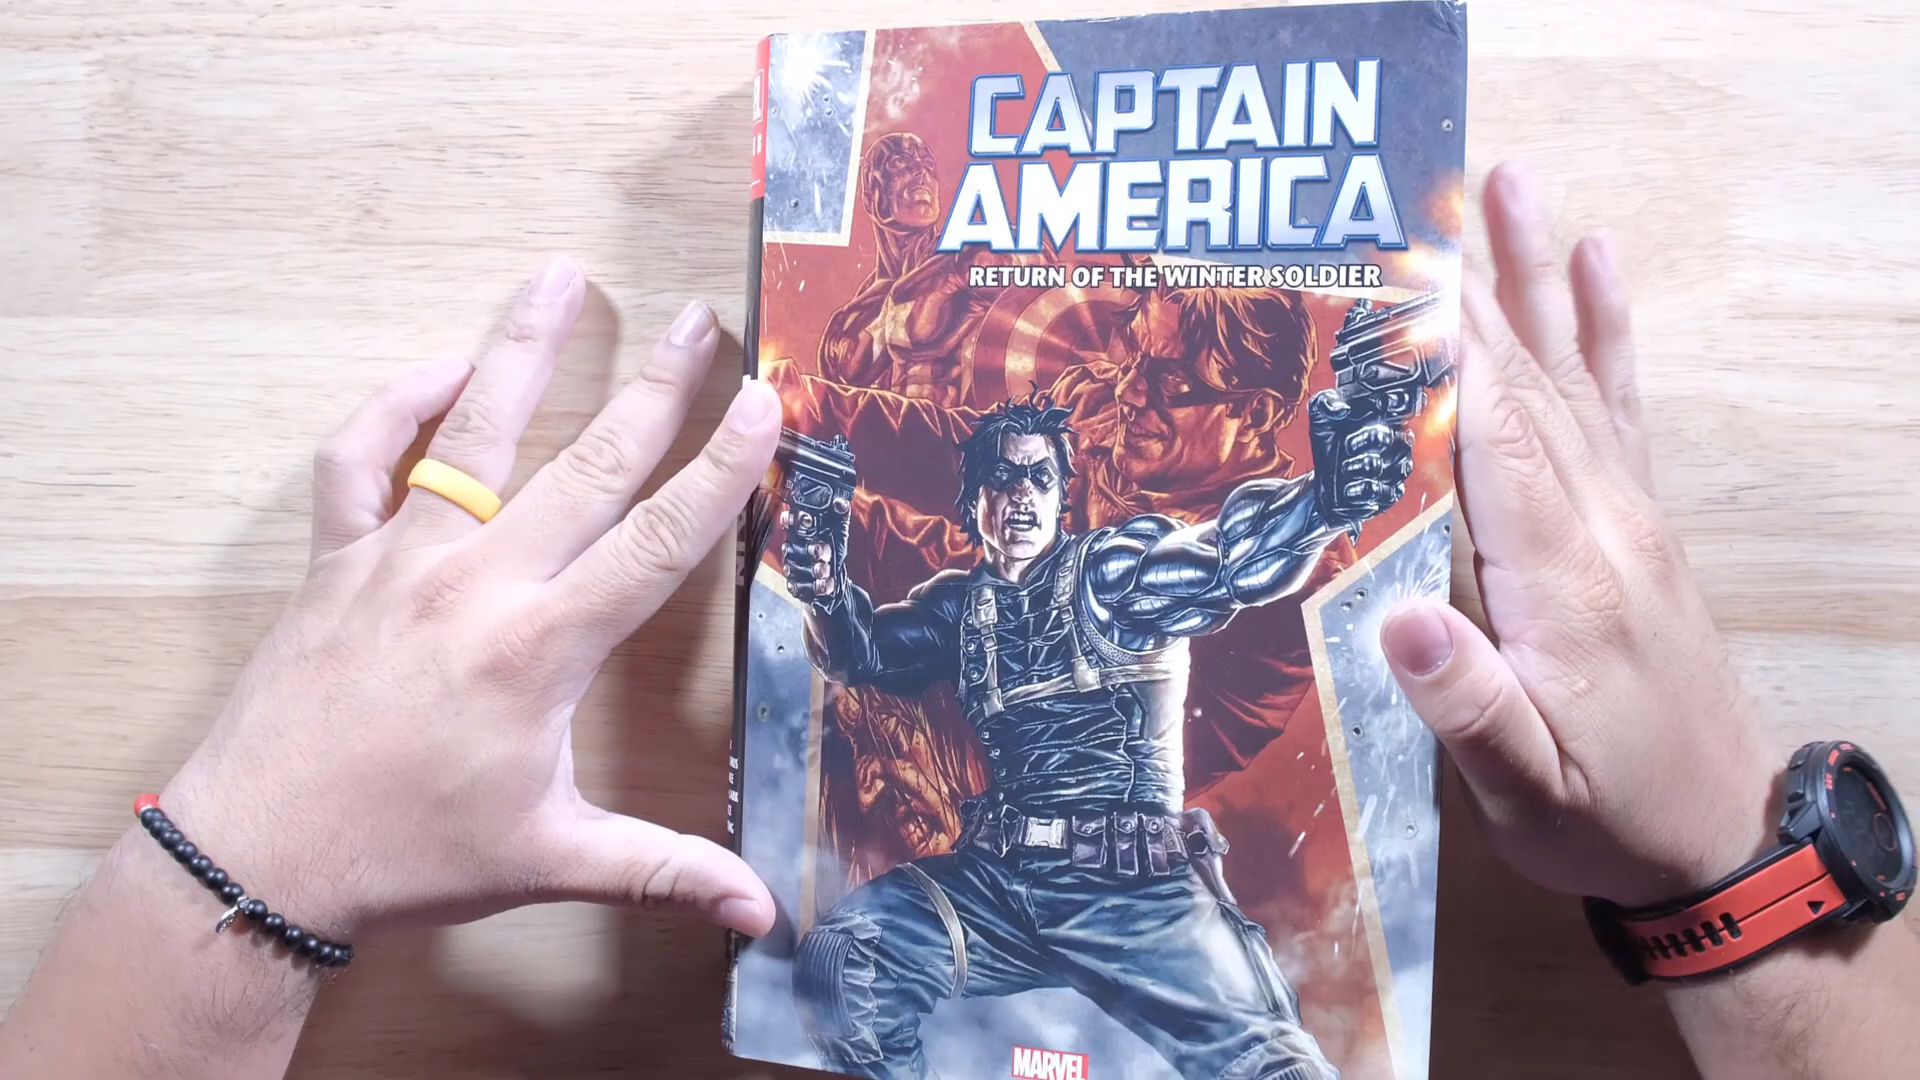 CAPTAIN
AMERICA
RETURN OF THE WINTER SOLDIER
MARVEL